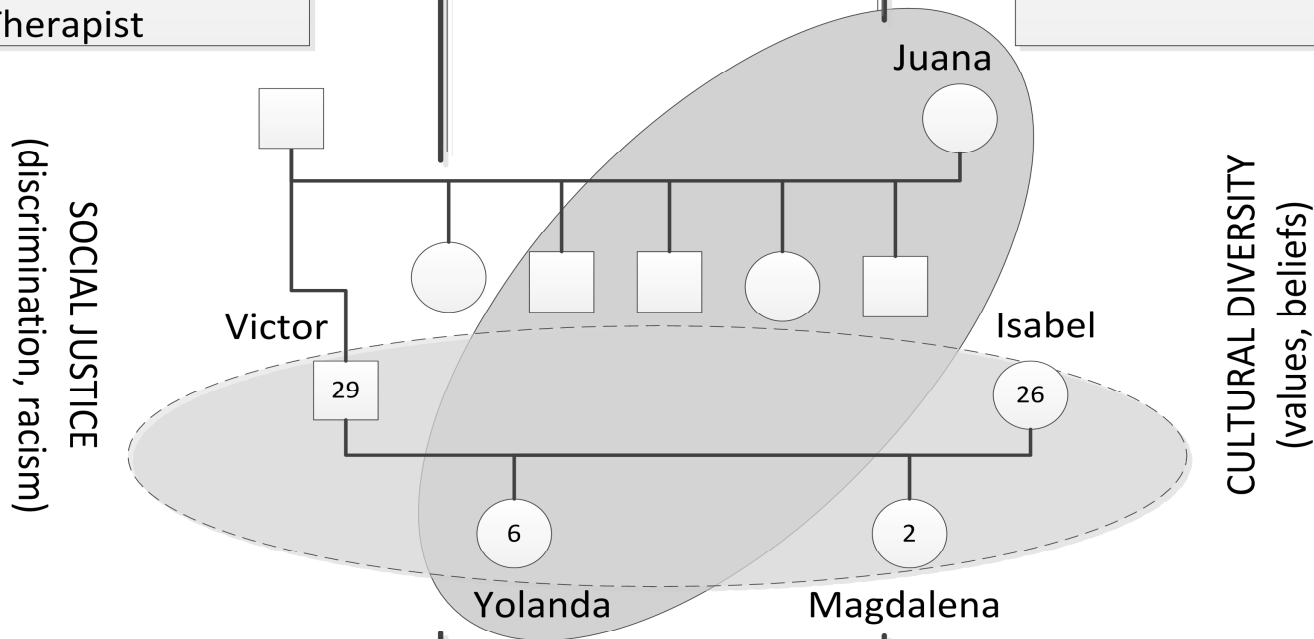 Therapist
Juana
SOCIAL JUSTICE
(discrimination, racism)
CULTURAL DIVERSITY
(values, beliefs)
Victor
Isabel
29
26
6
2
Yolanda
Magdalena